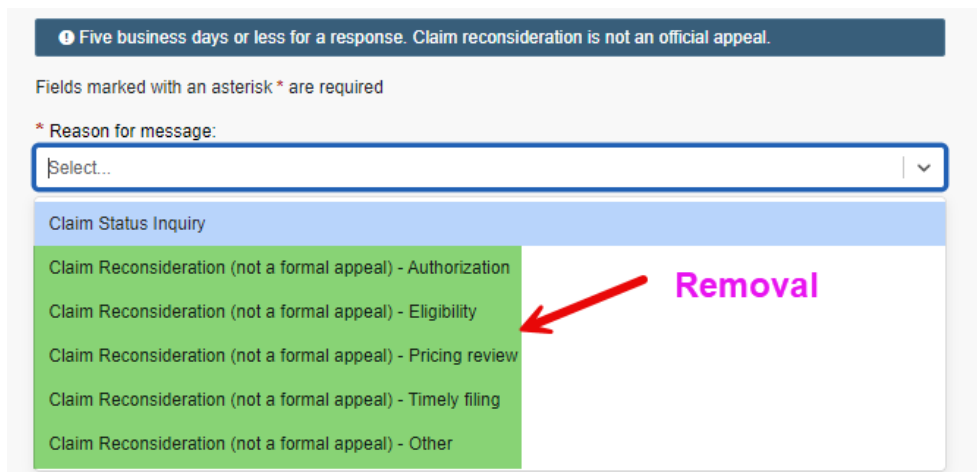 Five business days or less for a response. Claim reconsideration is not an official appeal.
Fields marked with an asterisk * are required
* Reason for message:
Select...
Claim Status Inquiry
Claim Reconsideration (not a formal appeal) - Authorization
Claim Reconsideration (not a formal appeal) - Eligibility
Removal
Claim Reconsideration (not a formal appeal) - Pricing review
Claim Reconsideration (not a formal appeal) - Timely filing
Claim Reconsideration (not a formal appeal) - Other